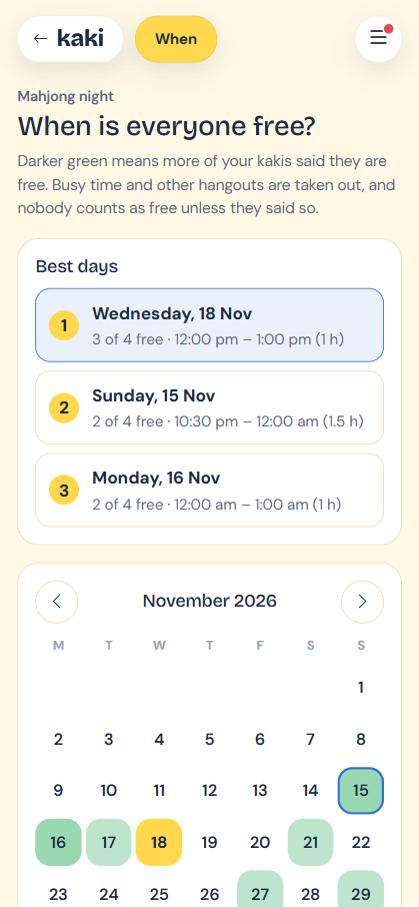 ← kaki
When
Mahjong night
When is everyone free?
Darker green means more of your kakis said they are
free. Busy time and other hangouts are taken out, and
nobody counts as free unless they said so.
Best days
1
Wednesday, 18 Nov
3 of 4 free · 12:00 pm – 1:00 pm (1 h)
2
Sunday, 15 Nov
2 of 4 free · 10:30 pm – 12:00 am (1.5 h)
3
Monday, 16 Nov
2 of 4 free · 12:00 am – 1:00 am (1 h)
November 2026
M T W T F S S
1
2 3 4 5 6 7 8
9 10 11 12 13 14 15
16 17 18 19 20 21 22
23 24 25 26 27 28 29